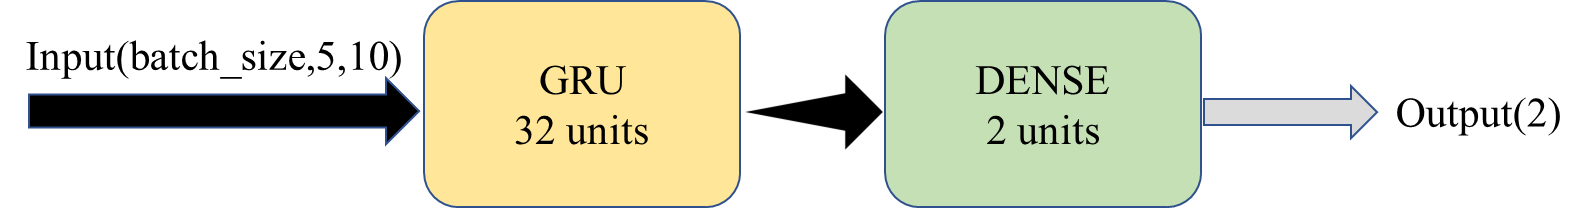 Input(batch_size,5,10)
GRU
32 units
DENSE
2 units
Output(2)